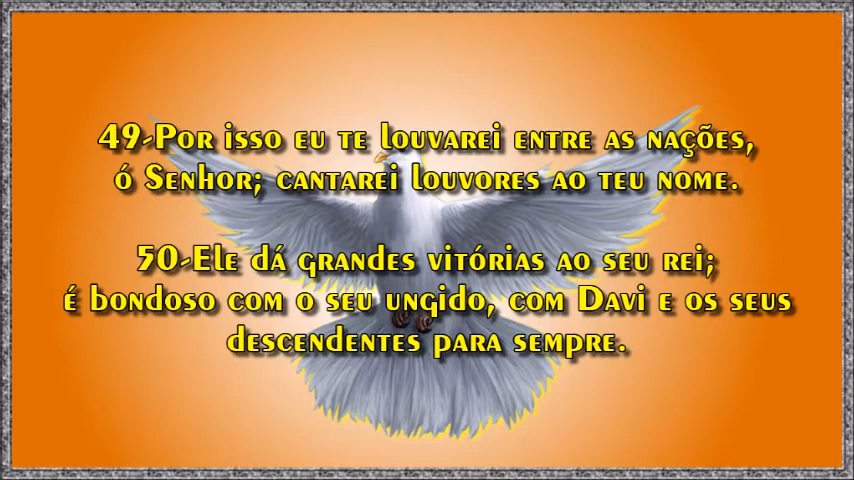 49-Por isso eu te louvarei entre as nações,
ó Senhor; cantarei louvores ao teu nome.
50-Ele dá grandes vitórias ao seu rei;
é bondoso com o seu ungido, com Davi e os seus
descendentes para sempre.